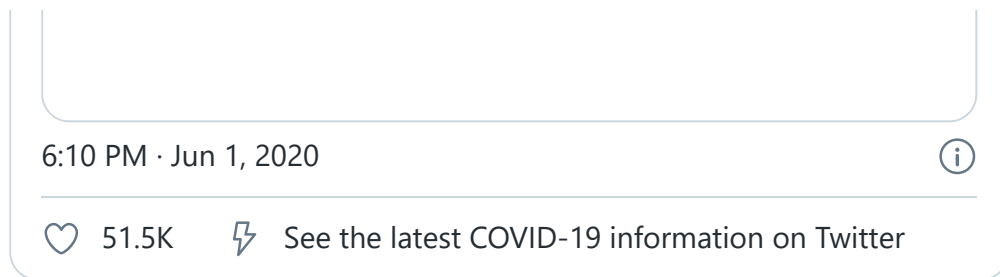 6:10 PM · Jun 1, 2020
51.5K See the latest COVID-19 information on Twitter